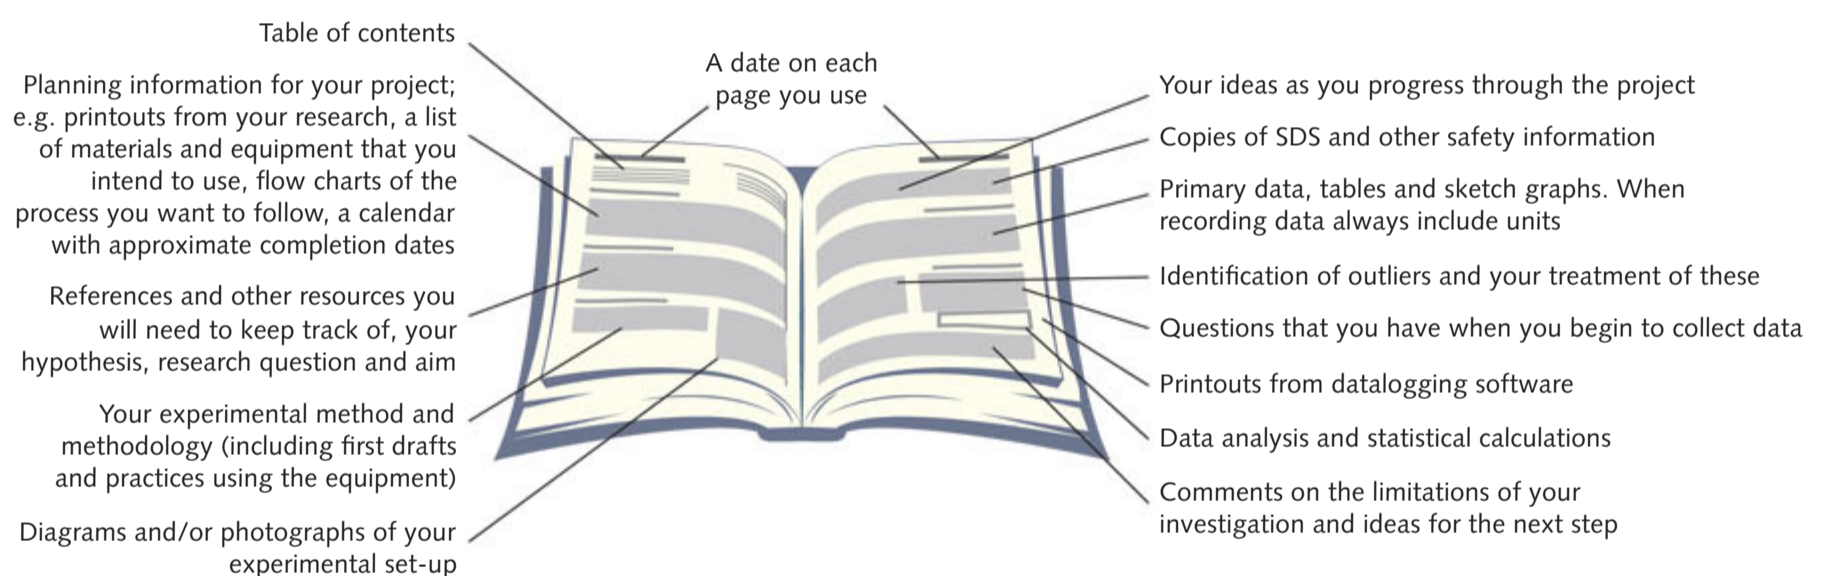 Table of contents
Planning information for your project;
e.g. printouts from your research, a list
of materials and equipment that you
intend to use, flow charts of the
process you want to follow, a calendar
with approximate completion dates
References and other resources you
will need to keep track of, your
hypothesis, research question and aim
Your experimental method and
methodology (including first drafts
and practices using the equipment)
Diagrams and/or photographs of your
experimental set-up
A date on each
page you use
Your ideas as you progress through the project
Copies of SDS and other safety information
Primary data, tables and sketch graphs. When
recording data always include units
Identification of outliers and your treatment of these
Questions that you have when you begin to collect data
Printouts from datalogging software
Data analysis and statistical calculations
Comments on the limitations of your
investigation and ideas for the next step